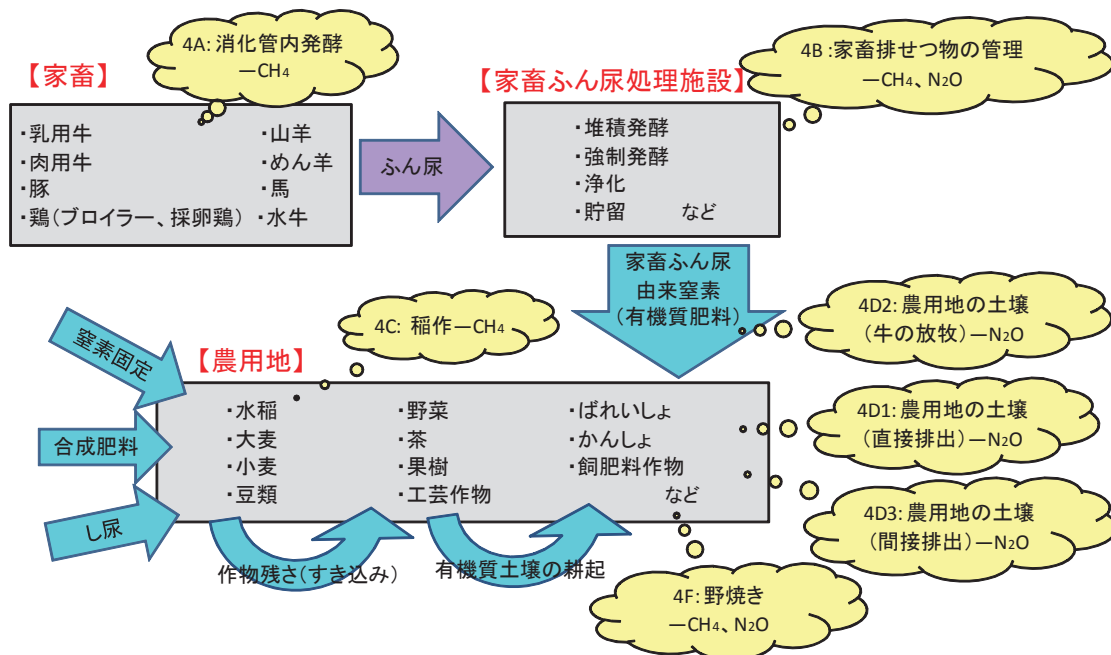 4A:消化管内発酵
―CH4
【家畜】
・乳用牛
・肉用牛
・豚
・鶏(ブロイラー、採卵鶏)
・山羊
・めん羊
・馬
・水牛
ふん尿
【家畜ふん尿処理施設】
4B:家畜排せつ物の管理
―CH4、N2O
・堆積発酵
・強制発酵
・浄化
・貯留 など
家畜ふん尿
由来窒素
(有機質肥料)
4D2:農用地の土壌
(牛の放牧)―N2O
4C:稲作―CH4
【農用地】
窒素固定
合成肥料
し尿
・水稲
・大麦
・小麦
・豆類
・野菜
・茶
・果樹
・工芸作物
・ばれいしょ
・かんしょ
・飼肥料作物
など
4D1:農用地の土壌
(直接排出)―N2O
4D3:農用地の土壌
(間接排出)―N2O
作物残さ(すき込み)
有機質土壌の耕起
4F:野焼き
―CH4、N2O